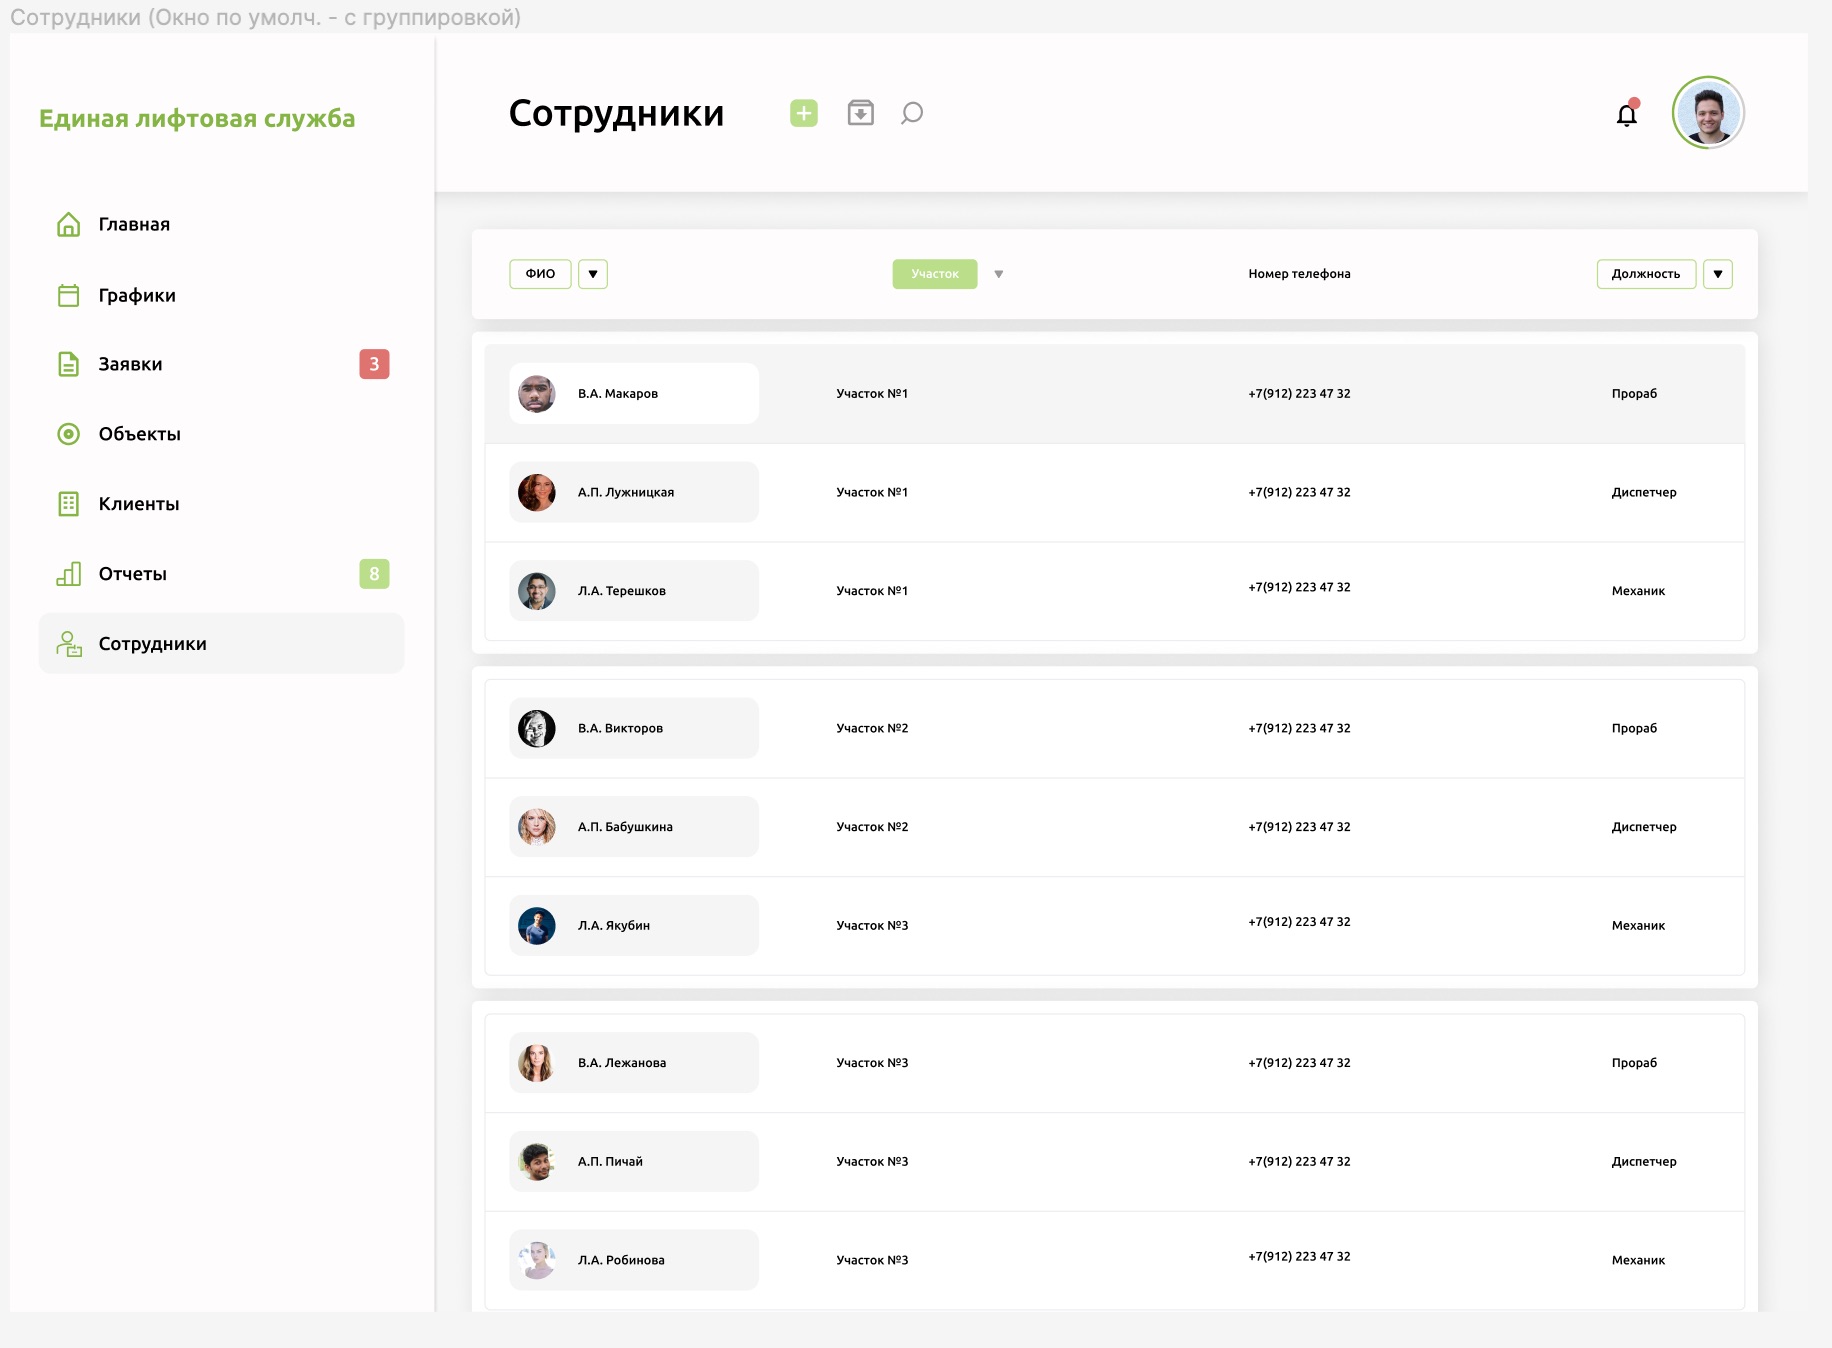 Сотрудники (Окно по умолч. - с группировкой)
Единая лифтовая служба
Сотрудники
Главная
Графики
Заявки 3
Объекты
Клиенты
Отчеты 8
Сотрудники
ФИО Участок Номер телефона Должность
В.А. Макаров Участок №1 +7(912) 223 47 32 Прораб
А.П. Лужницкая Участок №1 +7(912) 223 47 32 Диспетчер
Л.А. Терешков Участок №1 +7(912) 223 47 32 Механик
В.А. Викторов Участок №2 +7(912) 223 47 32 Прораб
А.П. Бабушкина Участок №2 +7(912) 223 47 32 Диспетчер
Л.А. Якубин Участок №3 +7(912) 223 47 32 Механик
В.А. Лежанова Участок №3 +7(912) 223 47 32 Прораб
А.П. Пичай Участок №3 +7(912) 223 47 32 Диспетчер
Л.А. Робинова Участок №3 +7(912) 223 47 32 Механик